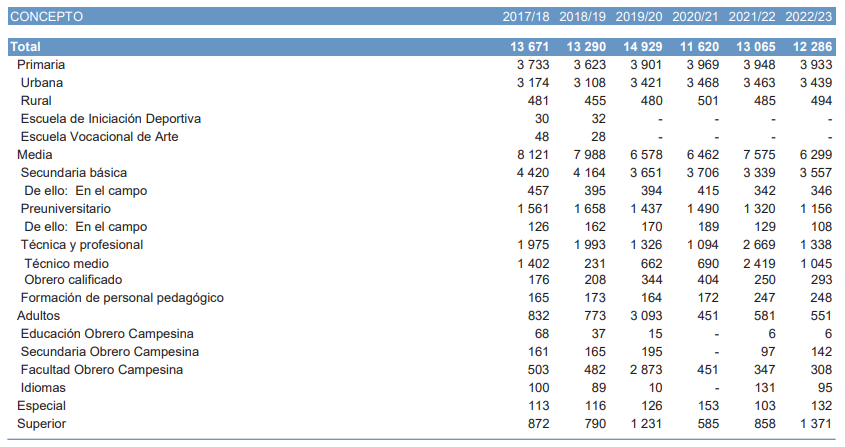 CONCEPTO 2017/18 2018/19 2019/20 2020/21 2021/22 2022/23
Total 13 671 13 290 14 929 11 620 13 065 12 286
Primaria 3 733 3 623 3 901 3 969 3 948 3 933
Urbana 3 174 3 108 3 421 3 468 3 463 3 439
Rural 481 455 480 501 485 494
Escuela de Iniciación Deportiva 30 32 - - - -
Escuela Vocacional de Arte 48 28 - - - -
Media 8 121 7 988 6 578 6 462 7 575 6 299
Secundaria básica 4 420 4 164 3 651 3 706 3 339 3 557
De ello: En el campo 457 395 394 415 342 346
Preuniversitario 1 561 1 658 1 437 1 490 1 320 1 156
De ello: En el campo 126 162 170 189 129 108
Técnica y profesional 1 975 1 993 1 326 1 094 2 669 1 338
Técnico medio 1 402 231 662 690 2 419 1 045
Obrero calificado 176 208 344 404 250 293
Formación de personal pedagógico 165 173 164 172 247 248
Adultos 832 773 3 093 451 581 551
Educación Obrero Campesina 68 37 15 - 6 6
Secundaria Obrero Campesina 161 165 195 - 97 142
Facultad Obrero Campesina 503 482 2 873 451 347 308
Idiomas 100 89 10 - 131 95
Especial 113 116 126 153 103 132
Superior 872 790 1 231 585 858 1 371